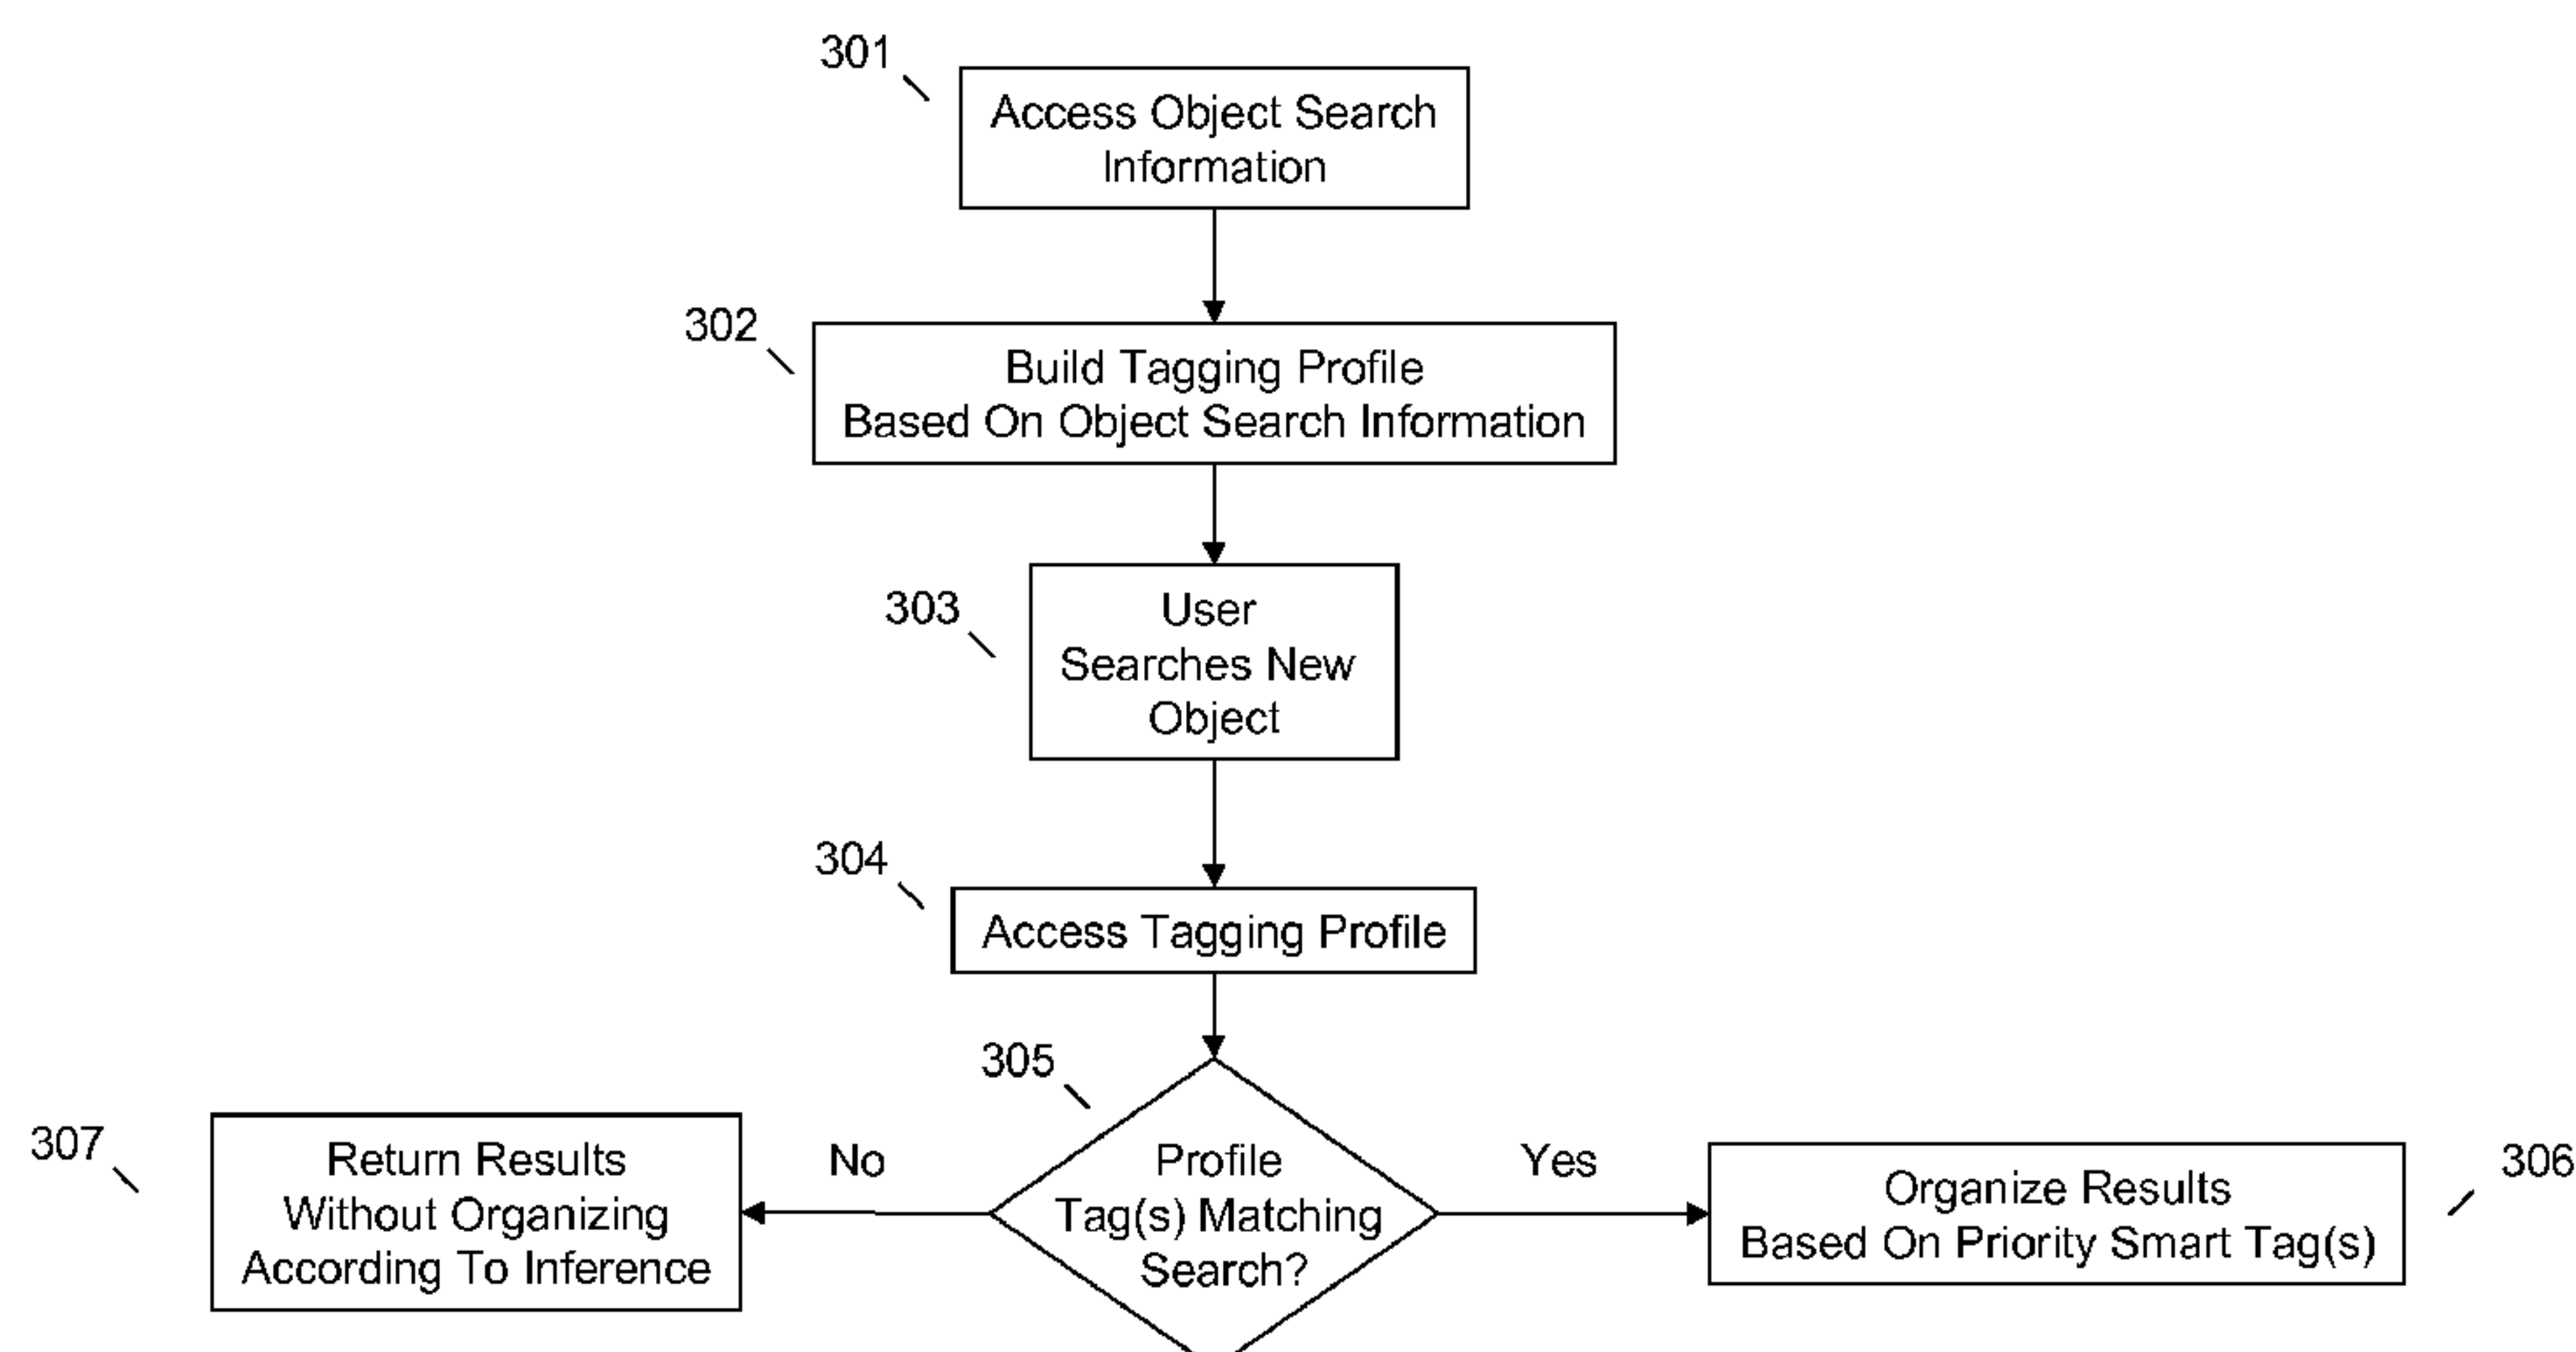 301
Access Object Search
Information
302
Build Tagging Profile
Based On Object Search Information
303
User
Searches New
Object
304
Access Tagging Profile
305
Profile
Tag(s) Matching
Search?
No
Yes
307
Return Results
Without Organizing
According To Inference
306
Organize Results
Based On Priority Smart Tag(s)